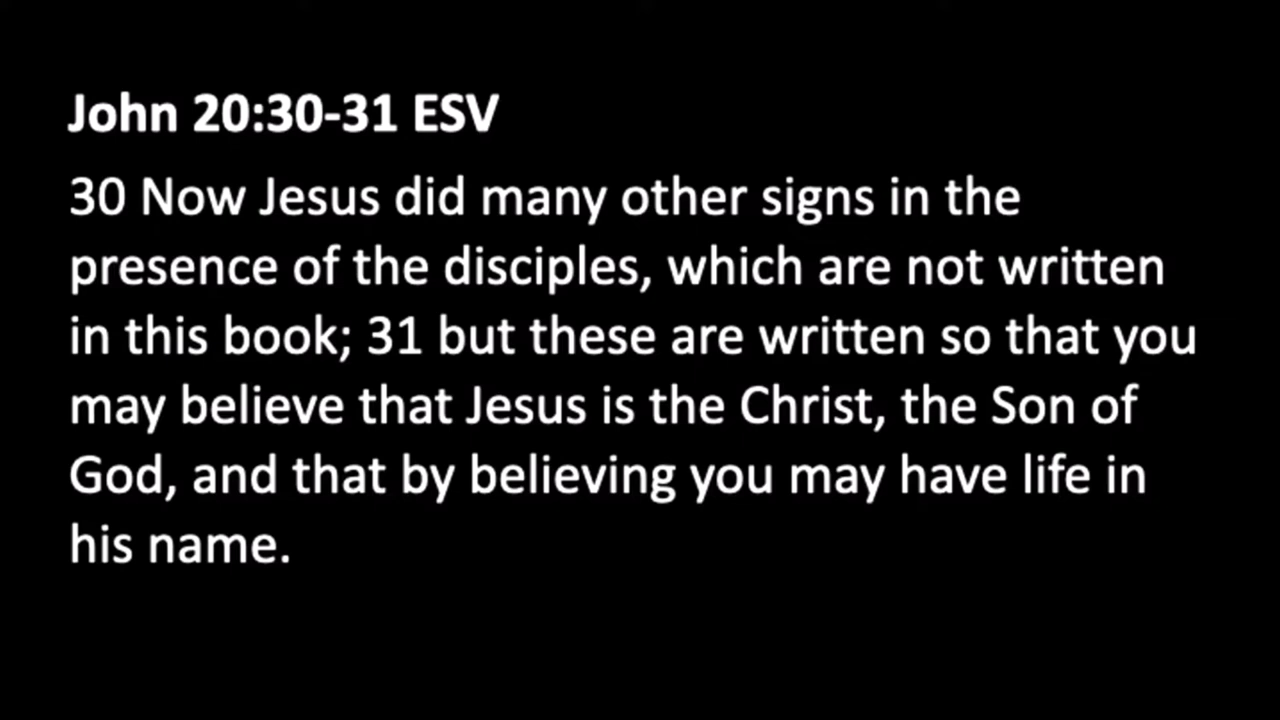 John 20:30-31 ESV
30 Now Jesus did many other signs in the
presence of the disciples, which are not written
in this book; 31 but these are written so that you
may believe that Jesus is the Christ, the Son of
God, and that by believing you may have life in
his name.